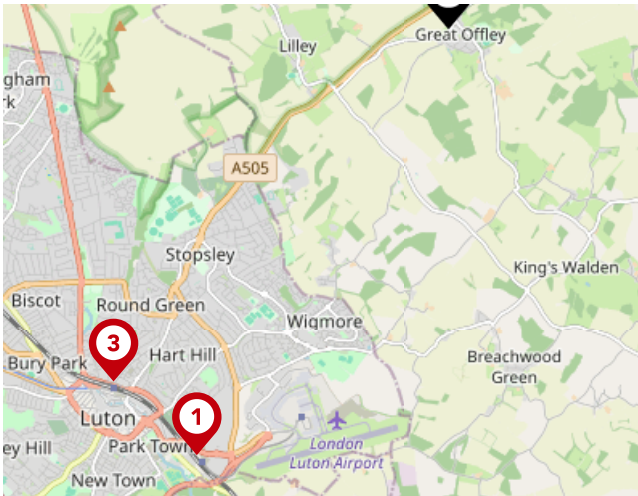 Great Offley
Lilley
gham
rk
A505
Stopsley
King's Walden
Biscot
Round Green
Wigmore
3
Bury Park
Hart Hill
Breachwood
Green
1
Luton
Park Town
London
Luton Airport
ey Hill
New Town